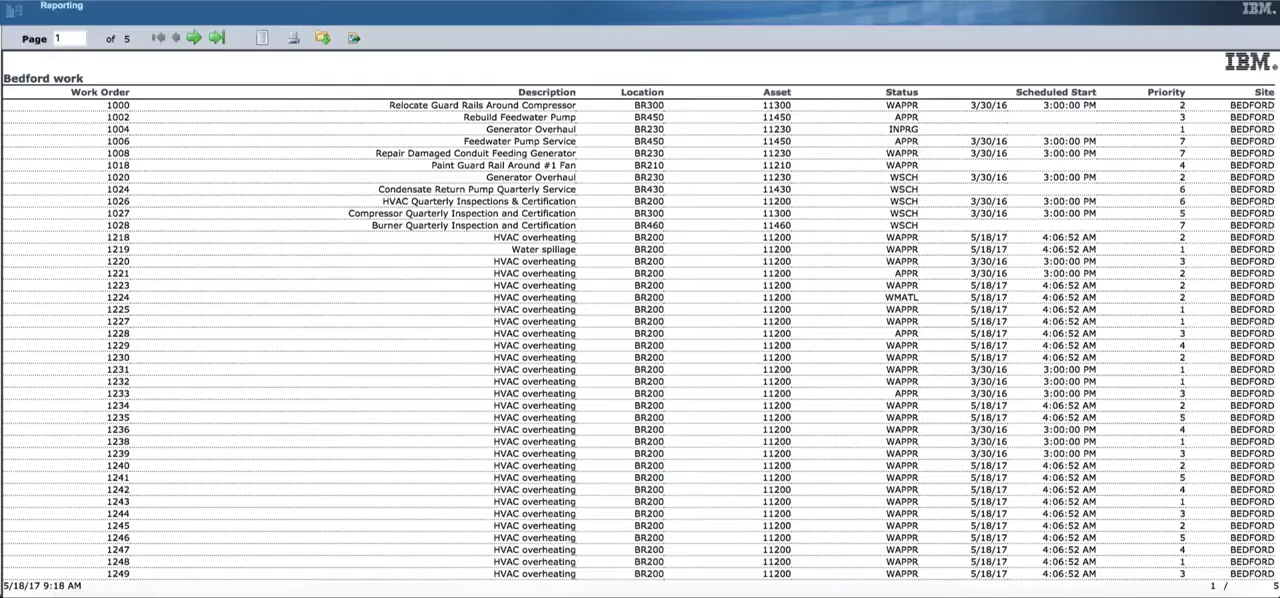 Reporting IBM.
Page 1 of 5
IBM.
Bedford work
Work Order Description Location Asset Status Scheduled Start Priority Site
1000 Relocate Guard Rails Around Compressor BR300 11300 WAPPR 3/30/16 3:00:00 PM 2 BEDFORD
1002 Rebuild Feedwater Pump BR450 11450 APPR 3 BEDFORD
1004 Generator Overhaul BR230 11230 INPRG 1 BEDFORD
1006 Feedwater Pump Service BR450 11450 APPR 3/30/16 3:00:00 PM 7 BEDFORD
1008 Repair Damaged Conduit Feeding Generator BR230 11230 WAPPR 3/30/16 3:00:00 PM 7 BEDFORD
1018 Paint Guard Rail Around #1 Fan BR210 11210 WAPPR 4 BEDFORD
1020 Generator Overhaul BR230 11230 WSCH 3/30/16 3:00:00 PM 2 BEDFORD
1024 Condensate Return Pump Quarterly Service BR430 11430 WSCH 6 BEDFORD
1026 HVAC Quarterly Inspections & Certification BR200 11200 WSCH 3/30/16 3:00:00 PM 6 BEDFORD
1027 Compressor Quarterly Inspection and Certification BR300 11300 WSCH 3/30/16 3:00:00 PM 5 BEDFORD
1028 Burner Quarterly Inspection and Certification BR460 11460 WSCH 7 BEDFORD
1218 HVAC overheating BR200 11200 WAPPR 5/18/17 4:06:52 AM 2 BEDFORD
1219 Water spillage BR200 11200 WAPPR 5/18/17 4:06:52 AM 1 BEDFORD
1220 HVAC overheating BR200 11200 WAPPR 3/30/16 3:00:00 PM 3 BEDFORD
1221 HVAC overheating BR200 11200 APPR 3/30/16 3:00:00 PM 2 BEDFORD
1223 HVAC overheating BR200 11200 WAPPR 5/18/17 4:06:52 AM 2 BEDFORD
1224 HVAC overheating BR200 11200 WMATL 5/18/17 4:06:52 AM 2 BEDFORD
1225 HVAC overheating BR200 11200 WAPPR 5/18/17 4:06:52 AM 1 BEDFORD
1227 HVAC overheating BR200 11200 WAPPR 5/18/17 4:06:52 AM 1 BEDFORD
1228 HVAC overheating BR200 11200 APPR 5/18/17 4:06:52 AM 3 BEDFORD
1229 HVAC overheating BR200 11200 WAPPR 5/18/17 4:06:52 AM 4 BEDFORD
1230 HVAC overheating BR200 11200 WAPPR 5/18/17 4:06:52 AM 2 BEDFORD
1231 HVAC overheating BR200 11200 WAPPR 3/30/16 3:00:00 PM 1 BEDFORD
1232 HVAC overheating BR200 11200 WAPPR 3/30/16 3:00:00 PM 1 BEDFORD
1233 HVAC overheating BR200 11200 APPR 3/30/16 3:00:00 PM 3 BEDFORD
1234 HVAC overheating BR200 11200 WAPPR 5/18/17 4:06:52 AM 2 BEDFORD
1235 HVAC overheating BR200 11200 WAPPR 5/18/17 4:06:52 AM 5 BEDFORD
1236 HVAC overheating BR200 11200 WAPPR 3/30/16 3:00:00 PM 4 BEDFORD
1238 HVAC overheating BR200 11200 WAPPR 3/30/16 3:00:00 PM 1 BEDFORD
1239 HVAC overheating BR200 11200 WAPPR 3/30/16 3:00:00 PM 3 BEDFORD
1240 HVAC overheating BR200 11200 WAPPR 5/18/17 4:06:52 AM 2 BEDFORD
1241 HVAC overheating BR200 11200 WAPPR 5/18/17 4:06:52 AM 5 BEDFORD
1242 HVAC overheating BR200 11200 WAPPR 5/18/17 4:06:52 AM 4 BEDFORD
1243 HVAC overheating BR200 11200 WAPPR 5/18/17 4:06:52 AM 1 BEDFORD
1244 HVAC overheating BR200 11200 WAPPR 5/18/17 4:06:52 AM 3 BEDFORD
1245 HVAC overheating BR200 11200 WAPPR 5/18/17 4:06:52 AM 2 BEDFORD
1246 HVAC overheating BR200 11200 WAPPR 5/18/17 4:06:52 AM 5 BEDFORD
1247 HVAC overheating BR200 11200 WAPPR 5/18/17 4:06:52 AM 4 BEDFORD
1248 HVAC overheating BR200 11200 WAPPR 5/18/17 4:06:52 AM 1 BEDFORD
1249 HVAC overheating BR200 11200 WAPPR 5/18/17 4:06:52 AM 3 BEDFORD
5/18/17 9:18 AM 1 / 5